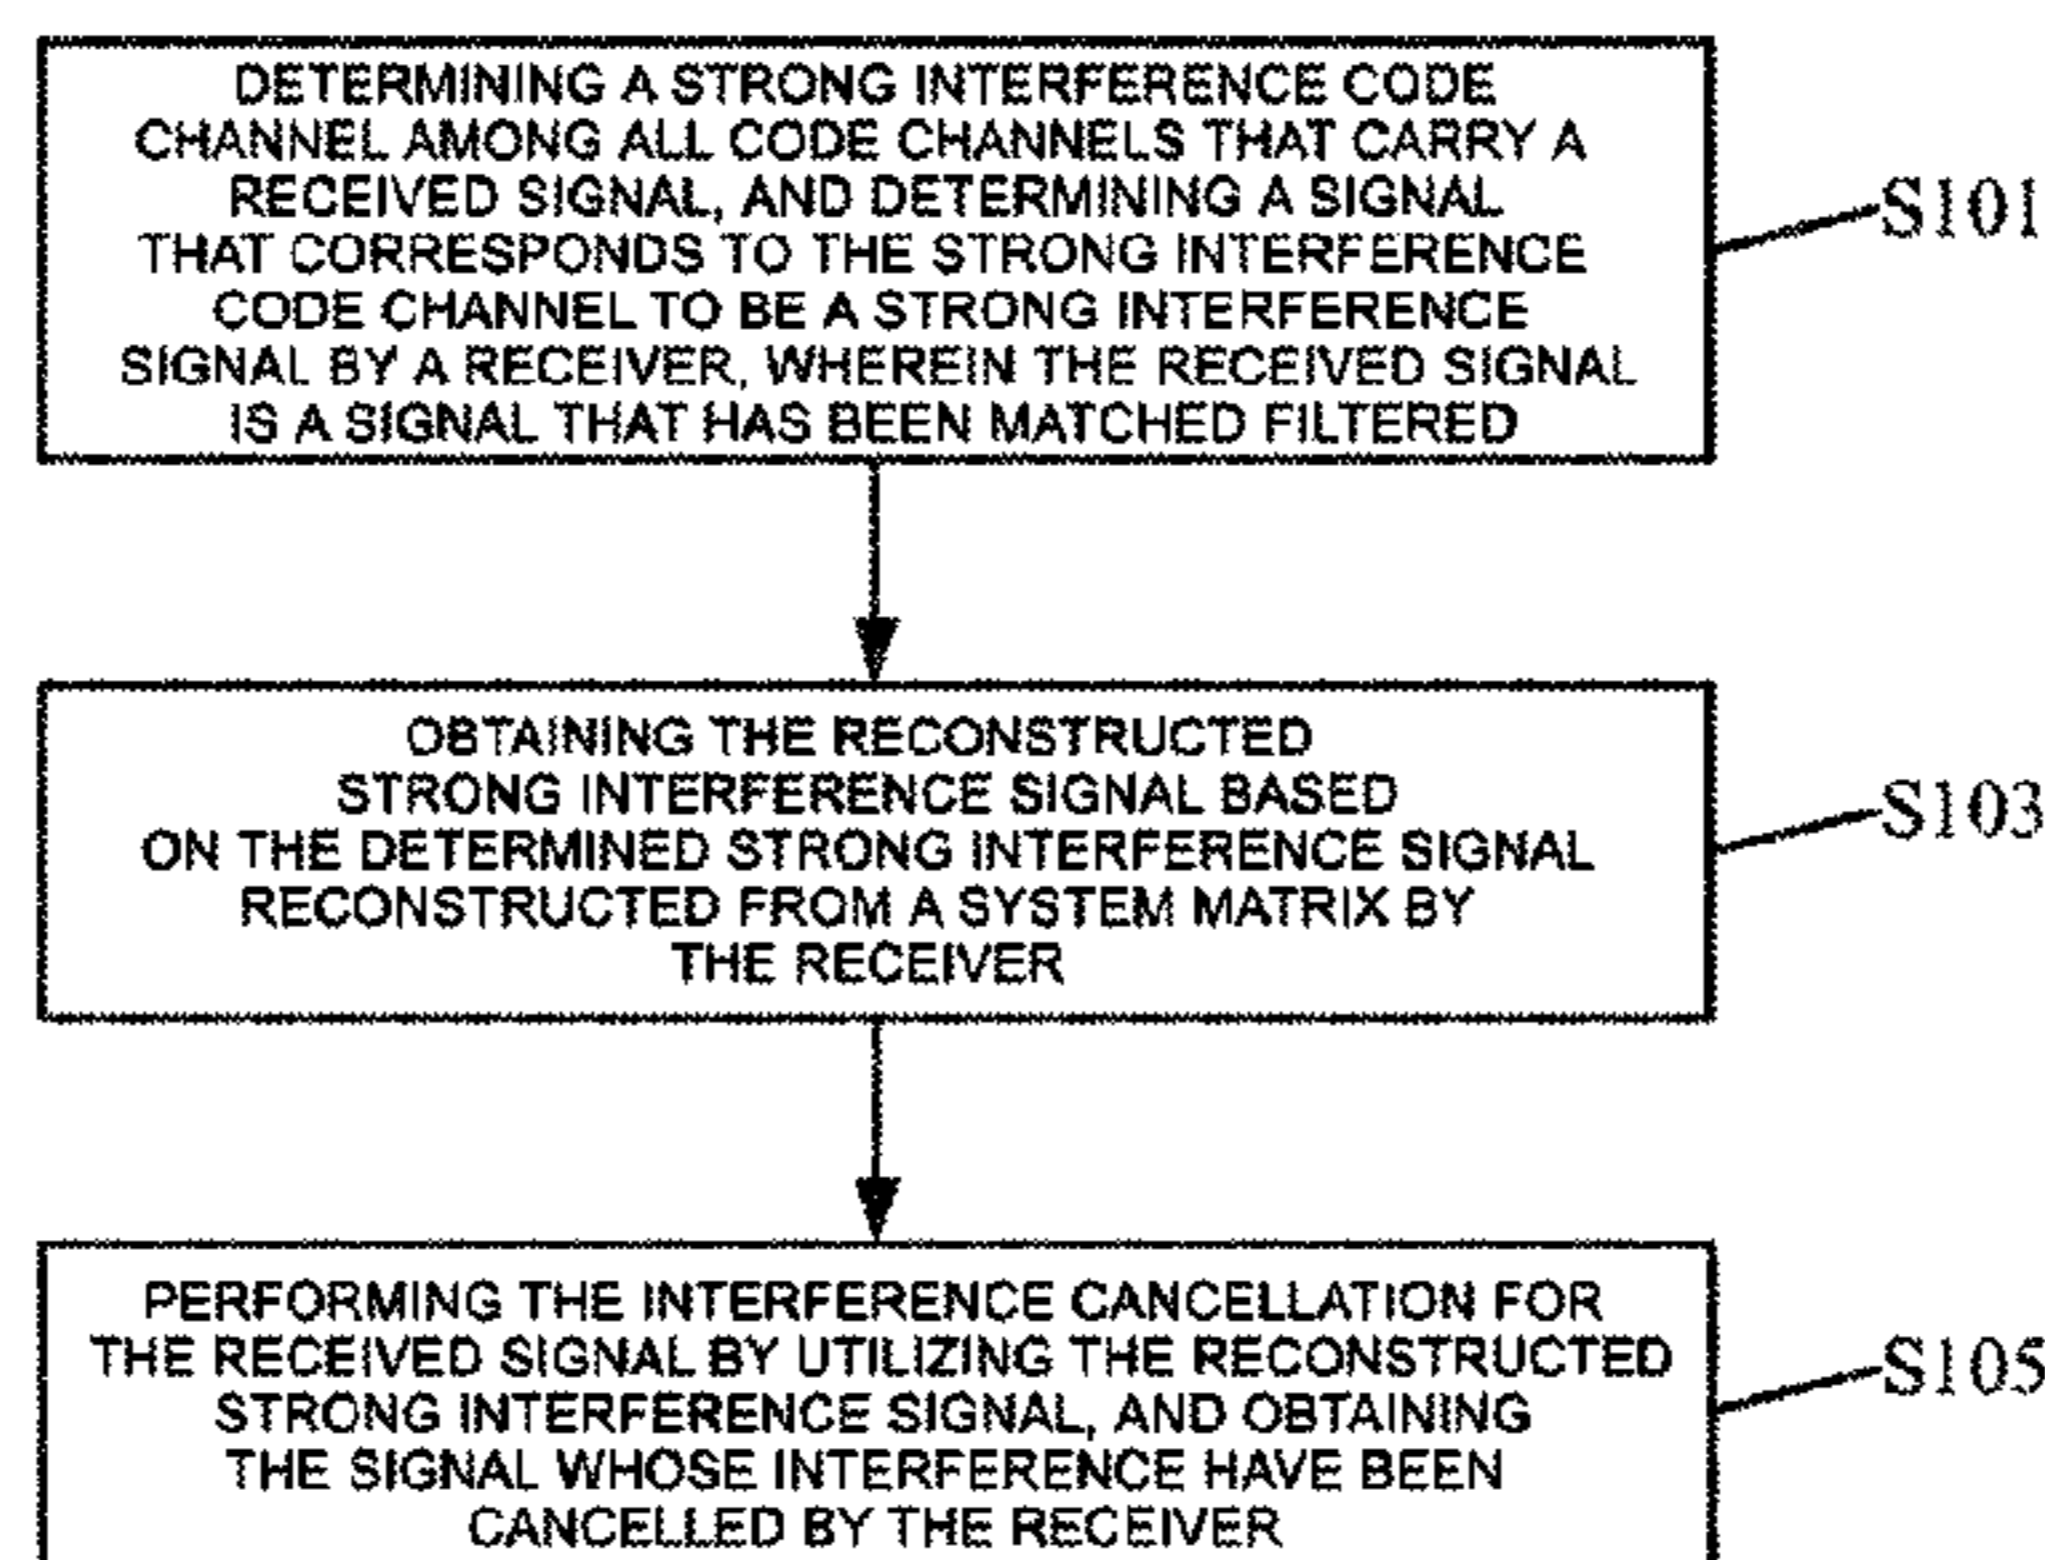 DETERMINING A STRONG INTERFERENCE CODE
CHANNEL AMONG ALL CODE CHANNELS THAT CARRY A
RECEIVED SIGNAL, AND DETERMINING A SIGNAL
THAT CORRESPONDS TO THE STRONG INTERFERENCE
CODE CHANNEL TO BE A STRONG INTERFERENCE
SIGNAL BY A RECEIVER, WHEREIN THE RECEIVED SIGNAL
IS A SIGNAL THAT HAS BEEN MATCHED FILTERED
S101
OBTAINING THE RECONSTRUCTED
STRONG INTERFERENCE SIGNAL BASED
ON THE DETERMINED STRONG INTERFERENCE SIGNAL
RECONSTRUCTED FROM A SYSTEM MATRIX BY
THE RECEIVER
S103
PERFORMING THE INTERFERENCE CANCELLATION FOR
THE RECEIVED SIGNAL BY UTILIZING THE RECONSTRUCTED
STRONG INTERFERENCE SIGNAL, AND OBTAINING
THE SIGNAL WHOSE INTERFERENCE HAVE BEEN
CANCELLED BY THE RECEIVER
S105